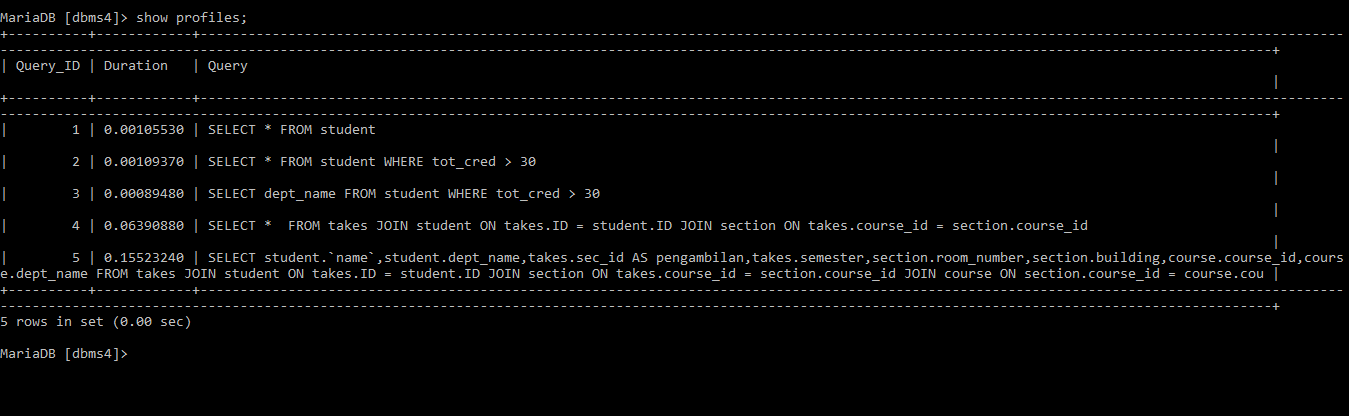 MariaDB [dbms4]> show profiles;
| Query_ID | Duration | Query |
| 1 | 0.00105530 | SELECT * FROM student |
| 2 | 0.00109370 | SELECT * FROM student WHERE tot_cred > 30 |
| 3 | 0.00089480 | SELECT dept_name FROM student WHERE tot_cred > 30 |
| 4 | 0.06390880 | SELECT *  FROM takes JOIN student ON takes.ID = student.ID JOIN section ON takes.course_id = section.course_id |
| 5 | 0.15523240 | SELECT student.`name`,student.dept_name,takes.sec_id AS pengambilan,takes.semester,section.room_number,section.building,course.course_id,cours
e.dept_name FROM takes JOIN student ON takes.ID = student.ID JOIN section ON takes.course_id = section.course_id JOIN course ON section.course_id = course.cou |
5 rows in set (0.00 sec)
MariaDB [dbms4]>